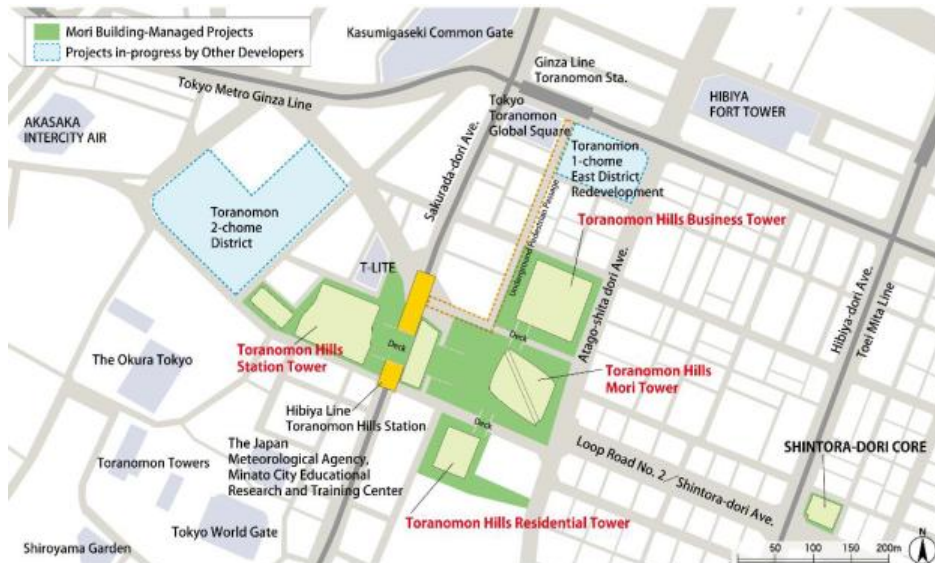 Mori Building-Managed Projects
Projects in-progress by Other Developers
Kasumigaseki Common Gate
Ginza Line
Toranomon Sta.
Tokyo Metro Ginza Line
AKASAKA
INTERCITY AIR
Tokyo
Toranomon
Global Square
HIBIYA
FORT TOWER
Toranomon
1-chome
East District
Redevelopment
Sakurada-dori Ave.
Underground Pedestrian Passage
Toranomon
2-chome
District
Toranomon Hills Business Tower
T-LITE
Atago-shita dori Ave.
Hibiya-dori Ave.
Toei Mita Line
Deck
Deck
The Okura Tokyo
Toranomon Hills
Station Tower
Toranomon Hills
Mori Tower
Hibiya Line
Toranomon Hills Station
Deck
The Japan
Meteorological Agency,
Minato City Educational
Research and Training Center
Toranomon Towers
Loop Road No. 2／Shintora-dori Ave.
SHINTORA-DORI CORE
Tokyo World Gate
Toranomon Hills Residential Tower
Shiroyama Garden
N
50 100 150 200m